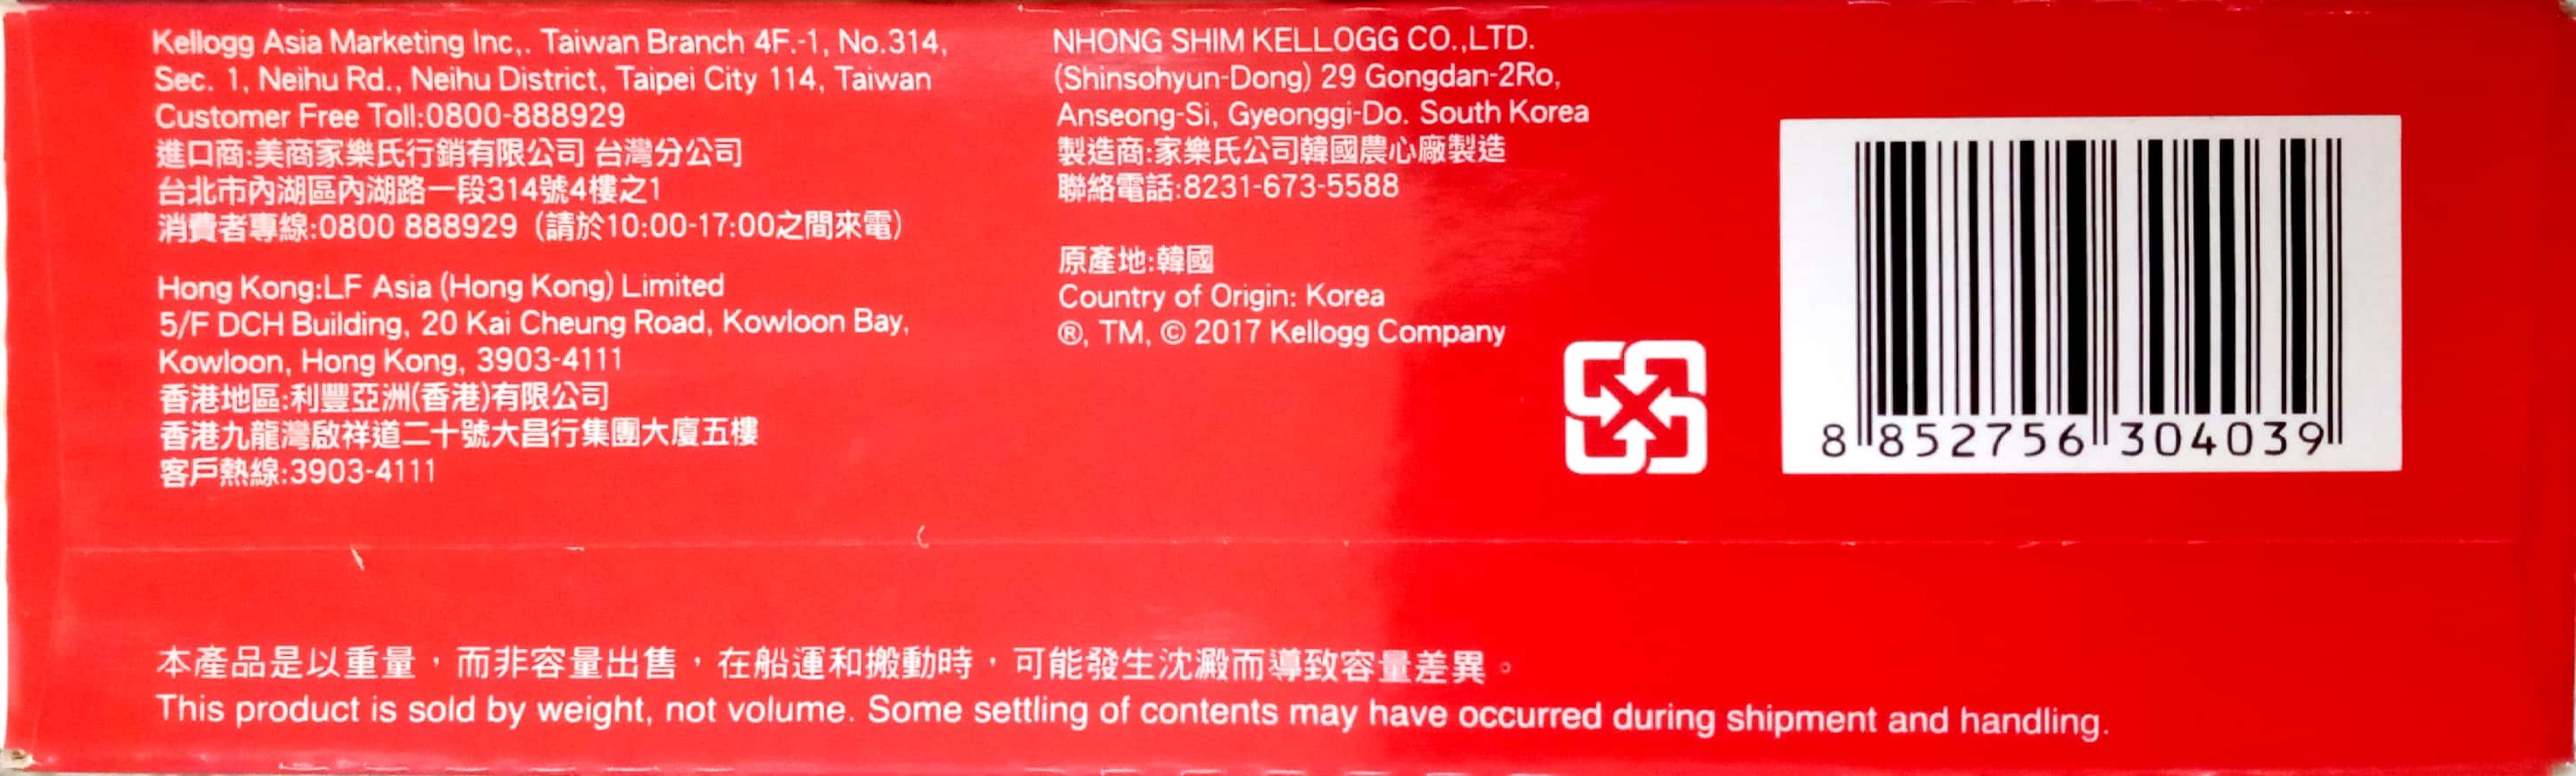 Kellogg Asia Marketing Inc,. Taiwan Branch 4F.-1, No.314,
Sec. 1, Neihu Rd., Neihu District, Taipei City 114, Taiwan
Customer Free Toll:0800-888929
進口商:美商家樂氏行銷有限公司 台灣分公司
台北市內湖區內湖路一段314號4樓之1
消費者專線:0800 888929（請於10:00-17:00之間來電）
Hong Kong:LF Asia (Hong Kong) Limited
5/F DCH Building, 20 Kai Cheung Road, Kowloon Bay,
Kowloon, Hong Kong, 3903-4111
香港地區:利豐亞洲(香港)有限公司
香港九龍灣啟祥道二十號大昌行集團大廈五樓
客戶熱線:3903-4111
NHONG SHIM KELLOGG CO.,LTD.
(Shinsohyun-Dong) 29 Gongdan-2Ro,
Anseong-Si, Gyeonggi-Do. South Korea
製造商:家樂氏公司韓國農心廠製造
聯絡電話:8231-673-5588
原產地:韓國
Country of Origin: Korea
®, TM, © 2017 Kellogg Company
8 852756 304039
本產品是以重量，而非容量出售，在船運和搬動時，可能發生沈澱而導致容量差異。
This product is sold by weight, not volume. Some settling of contents may have occurred during shipment and handling.